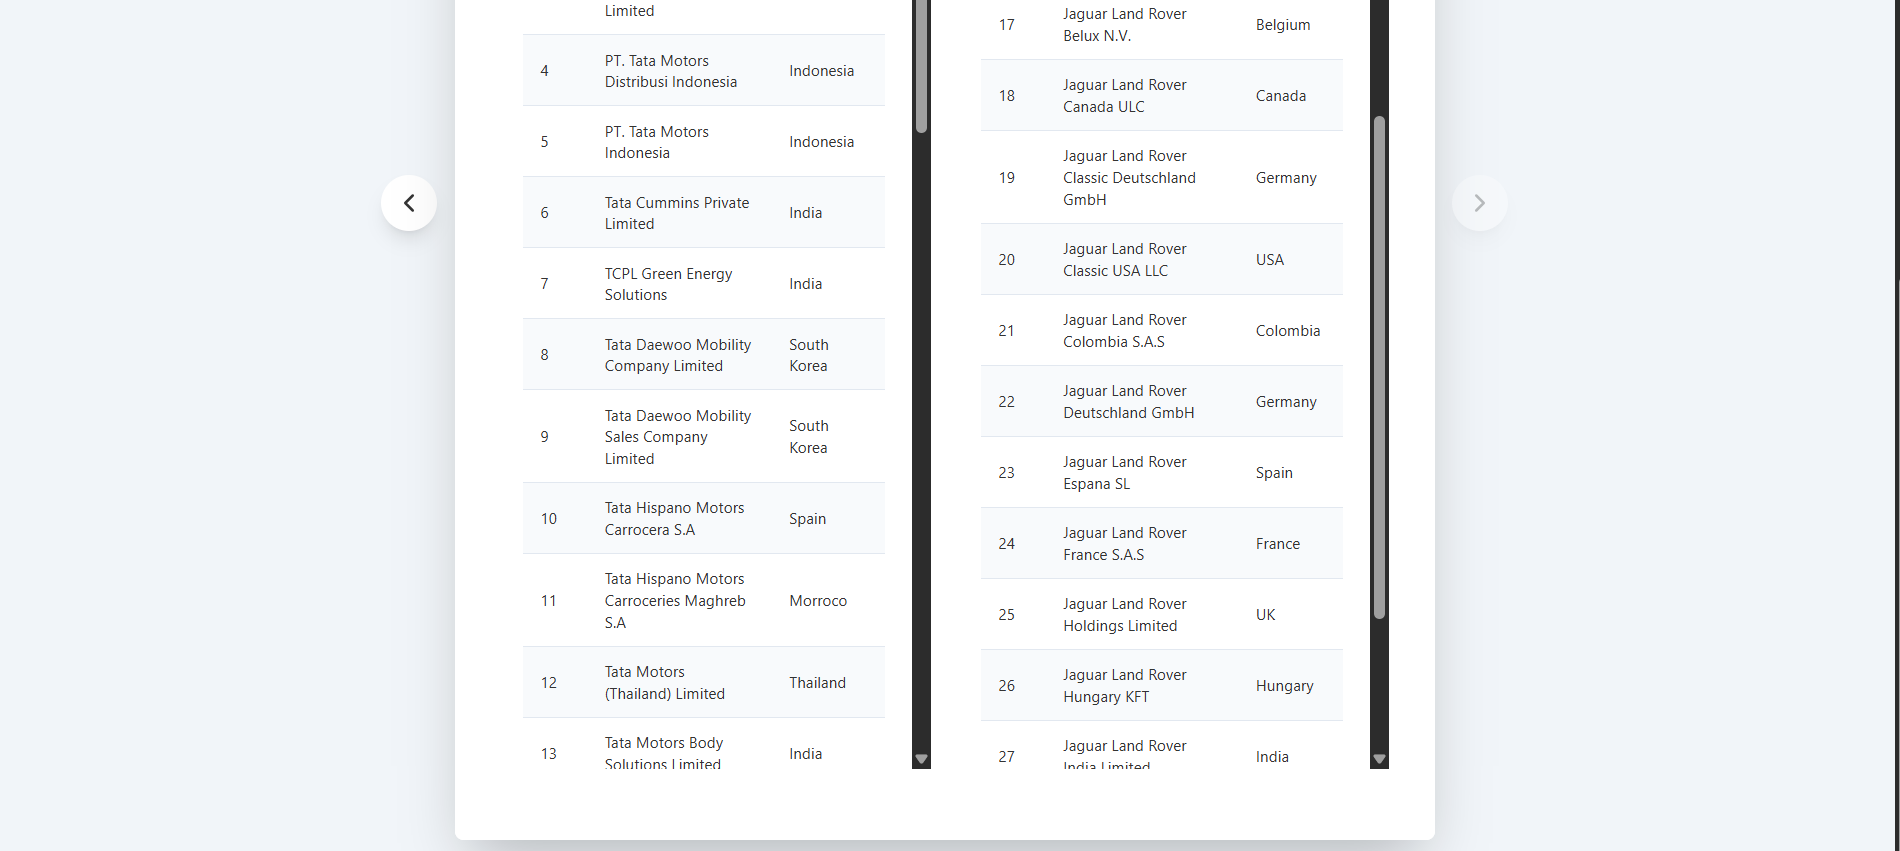 Limited
4
PT. Tata Motors
Distribusi Indonesia
Indonesia
5
PT. Tata Motors
Indonesia
Indonesia
6
Tata Cummins Private
Limited
India
7
TCPL Green Energy
Solutions
India
8
Tata Daewoo Mobility
Company Limited
South
Korea
9
Tata Daewoo Mobility
Sales Company
Limited
South
Korea
10
Tata Hispano Motors
Carrocera S.A
Spain
11
Tata Hispano Motors
Carroceries Maghreb
S.A
Morroco
12
Tata Motors
(Thailand) Limited
Thailand
13
Tata Motors Body
Solutions Limited
India
17
Jaguar Land Rover
Belux N.V.
Belgium
18
Jaguar Land Rover
Canada ULC
Canada
19
Jaguar Land Rover
Classic Deutschland
GmbH
Germany
20
Jaguar Land Rover
Classic USA LLC
USA
21
Jaguar Land Rover
Colombia S.A.S
Colombia
22
Jaguar Land Rover
Deutschland GmbH
Germany
23
Jaguar Land Rover
Espana SL
Spain
24
Jaguar Land Rover
France S.A.S
France
25
Jaguar Land Rover
Holdings Limited
UK
26
Jaguar Land Rover
Hungary KFT
Hungary
27
Jaguar Land Rover
India Limited
India